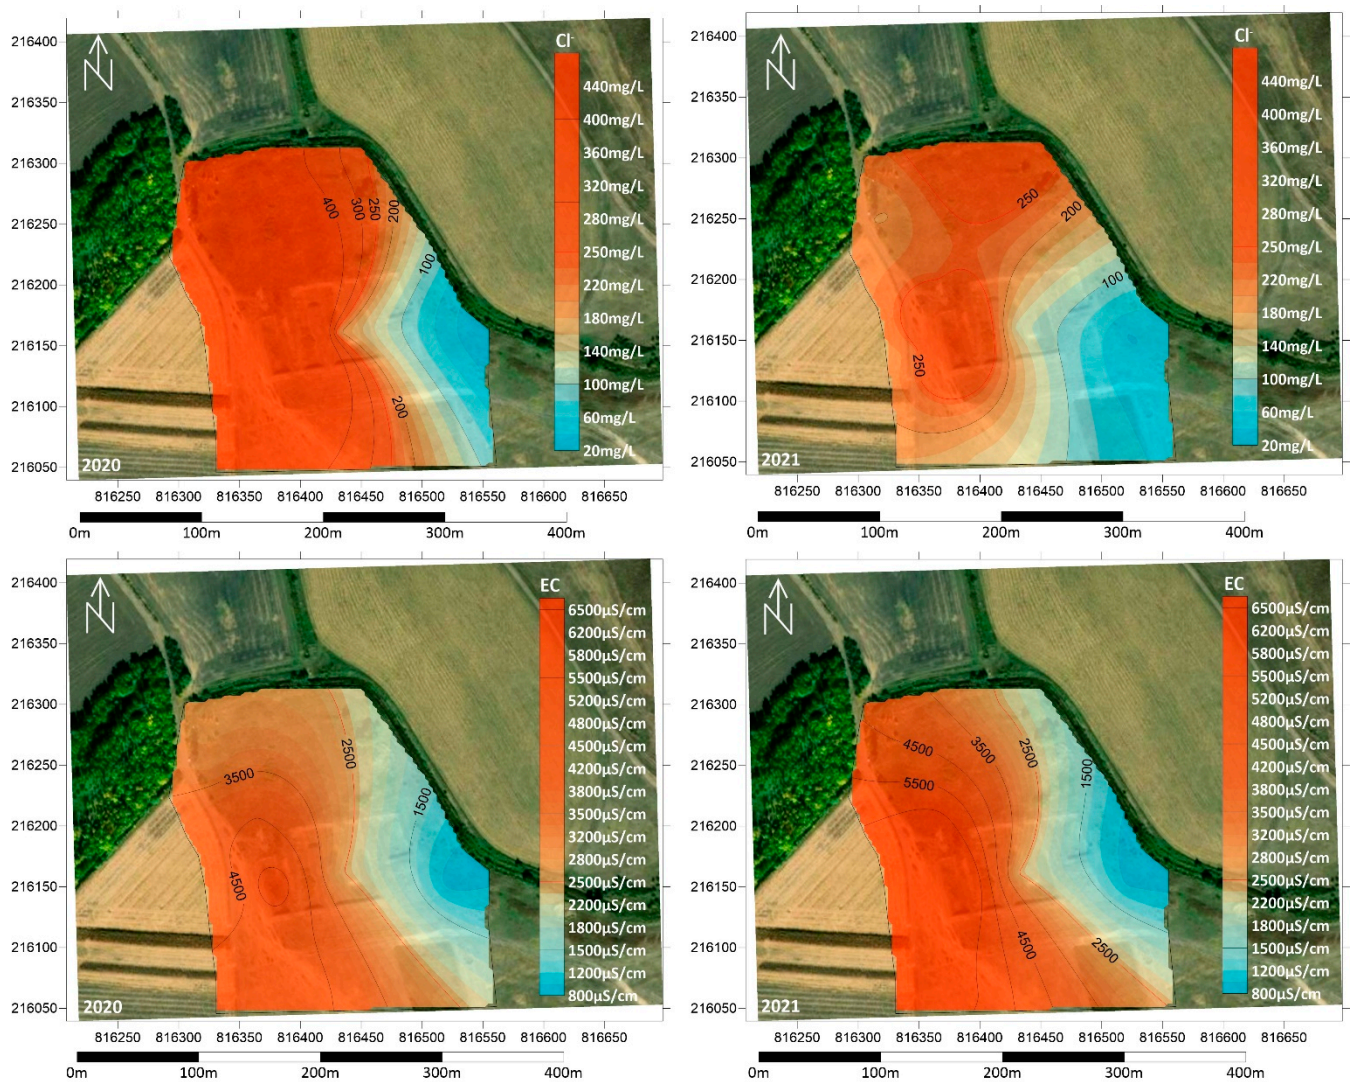 Cl-
440mg/L
400mg/L
360mg/L
320mg/L
280mg/L
250mg/L
220mg/L
180mg/L
140mg/L
100mg/L
60mg/L
20mg/L
216400
216350
216300
216250
216200
216150
216100
216050
N
400
300
250
200
100
200
2020
816250 816300 816350 816400 816450 816500 816550 816600 816650
0m 100m 200m 300m 400m
Cl-
440mg/L
400mg/L
360mg/L
320mg/L
280mg/L
250mg/L
220mg/L
180mg/L
140mg/L
100mg/L
60mg/L
20mg/L
216400
216350
216300
216250
216200
216150
216100
216050
N
250
200
100
250
2021
816250 816300 816350 816400 816450 816500 816550 816600 816650
0m 100m 200m 300m 400m
EC
6500µS/cm
6200µS/cm
5800µS/cm
5500µS/cm
5200µS/cm
4800µS/cm
4500µS/cm
4200µS/cm
3800µS/cm
3500µS/cm
3200µS/cm
2800µS/cm
2500µS/cm
2200µS/cm
1800µS/cm
1500µS/cm
1200µS/cm
800µS/cm
216400
216350
216300
216250
216200
216150
216100
216050
N
2500
3500
1500
4500
2020
816250 816300 816350 816400 816450 816500 816550 816600 816650
0m 100m 200m 300m 400m
EC
6500µS/cm
6200µS/cm
5800µS/cm
5500µS/cm
5200µS/cm
4800µS/cm
4500µS/cm
4200µS/cm
3800µS/cm
3500µS/cm
3200µS/cm
2800µS/cm
2500µS/cm
2200µS/cm
1800µS/cm
1500µS/cm
1200µS/cm
800µS/cm
216400
216350
216300
216250
216200
216150
216100
216050
N
4500
3500
2500
1500
5500
4500
2500
2021
816250 816300 816350 816400 816450 816500 816550 816600 816650
0m 100m 200m 300m 400m